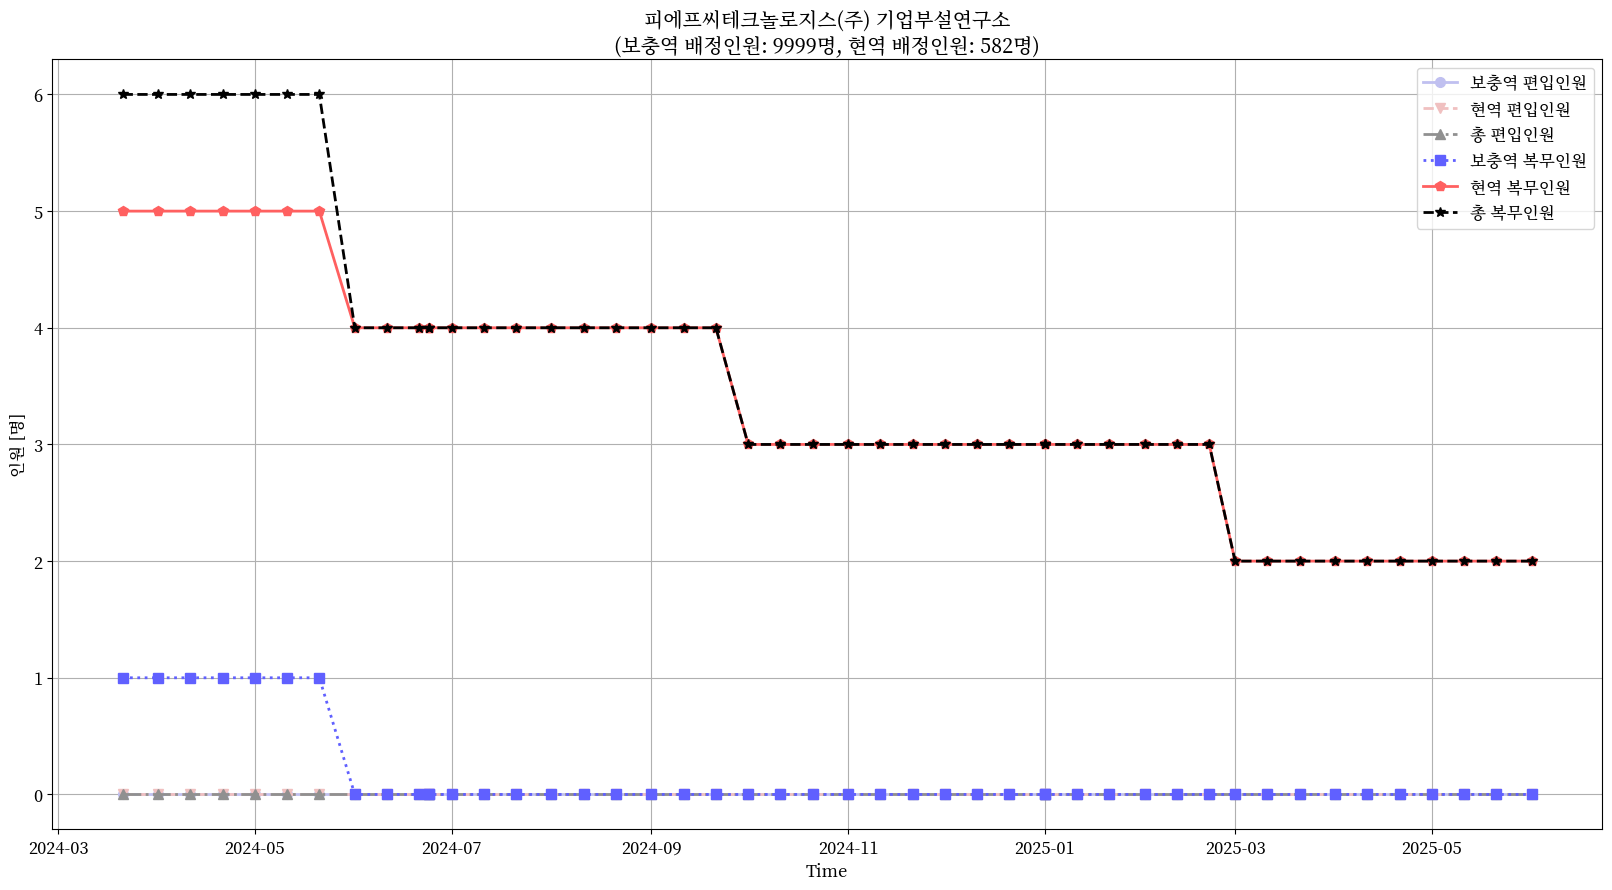 피에프씨테크놀로지스(주) 기업부설연구소
(보충역 배정인원: 9999명, 현역 배정인원: 582명)
보충역 편입인원
현역 편입인원
총 편입인원
보충역 복무인원
현역 복무인원
총 복무인원
인원 [명]
6
5
4
3
2
1
0
2024-03
2024-05
2024-07
2024-09
2024-11
2025-01
2025-03
2025-05
Time